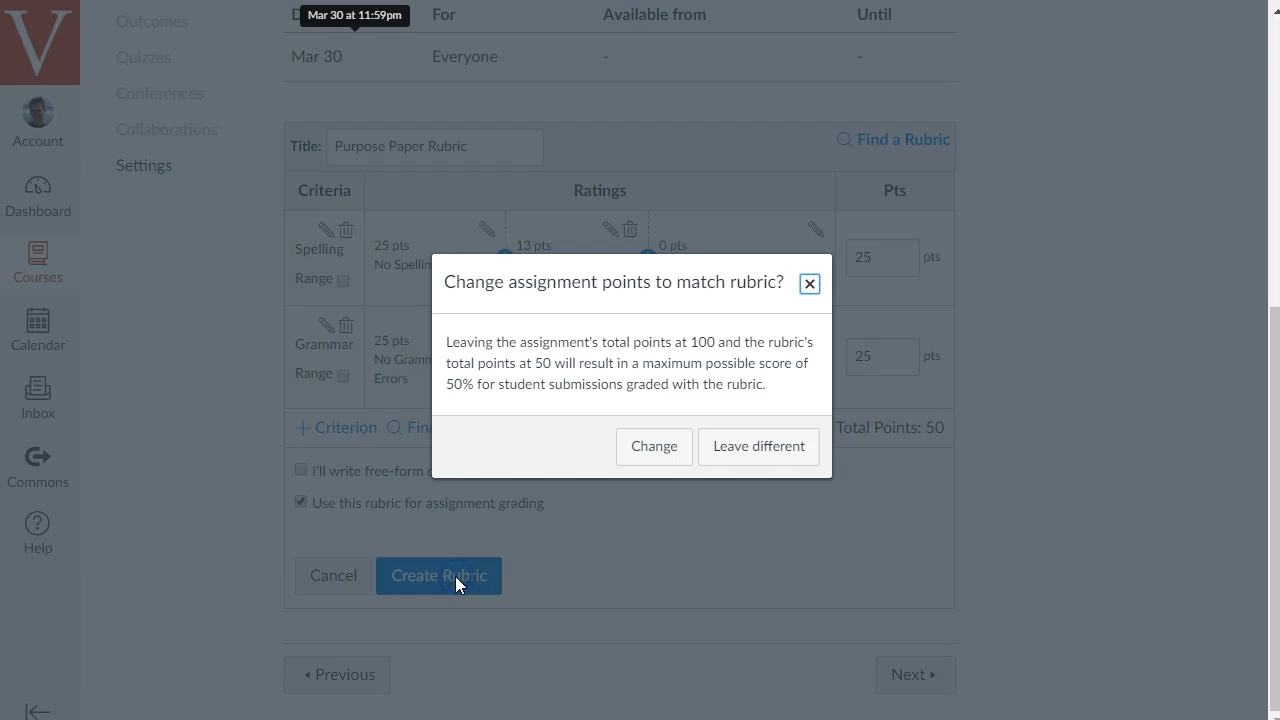 V
Account
Dashboard
Courses
Calendar
Inbox
Commons
Help
Outcomes
Quizzes
Conferences
Collaborations
Settings
Mar 30 at 11:59pm
D
For
Available from
Until
Mar 30
Everyone
-
-
Title:
Purpose Paper Rubric
Find a Rubric
Criteria
Ratings
Pts
Spelling
Range
25 pts
No Spellin
13 pts
0 pts
25 pts
Grammar
Range
25 pts
No Gramm
Errors
25 pts
Change assignment points to match rubric?
Leaving the assignment's total points at 100 and the rubric's
total points at 50 will result in a maximum possible score of
50% for student submissions graded with the rubric.
Change
Leave different
+ Criterion
Fin
Total Points: 50
I'll write free-form
Use this rubric for assignment grading
Cancel
Create Rubric
Previous
Next